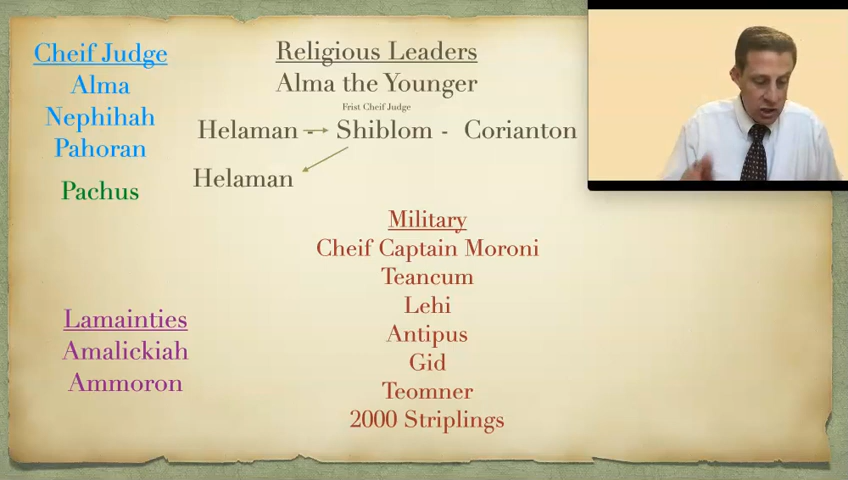 Cheif Judge
Alma
Nephihah
Pahoran
Pachus
Religious Leaders
Alma the Younger
Frist Cheif Judge
Helaman - Shiblom - Corianton
Helaman
Military
Cheif Captain Moroni
Teancum
Lehi
Antipus
Gid
Teomner
2000 Striplings
Lamainties
Amalickiah
Ammoron